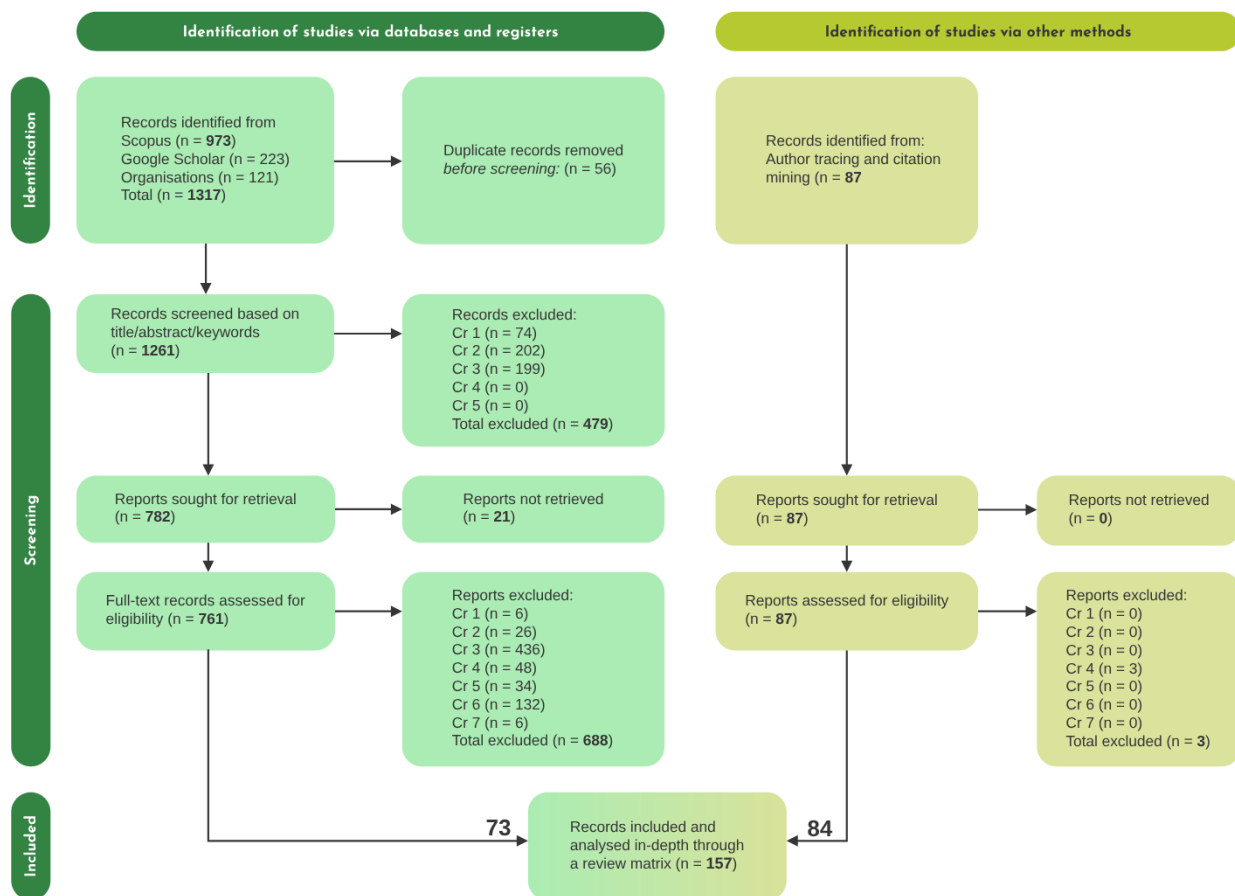 Identification of studies via databases and registers
Identification of studies via other methods
Identification
Records identified from
Scopus (n = 973)
Google Scholar (n = 223)
Organisations (n = 121)
Total (n = 1317)
Duplicate records removed
before screening: (n = 56)
Records identified from:
Author tracing and citation
mining (n = 87
Screening
Records screened based on
title/abstract/keywords
(n = 1261)
Records excluded:
Cr 1 (n = 74)
Cr 2 (n = 202)
Cr 3 (n = 199)
Cr 4 (n = 0)
Cr 5 (n = 0)
Total excluded (n = 479)
Reports sought for retrieval
(n = 782)
Reports not retrieved
(n = 21)
Reports sought for retrieval
(n = 87)
Reports not retrieved
(n = 0)
Full-text records assessed for
eligibility (n = 761)
Reports excluded:
Cr 1 (n = 6)
Cr 2 (n = 26)
Cr 3 (n = 436)
Cr 4 (n = 48)
Cr 5 (n = 34)
Cr 6 (n = 132)
Cr 7 (n = 6)
Total excluded (n = 688)
Reports assessed for eligibility
(n = 87)
Reports excluded:
Cr 1 (n = 0)
Cr 2 (n = 0)
Cr 3 (n = 0)
Cr 4 (n = 3)
Cr 5 (n = 0)
Cr 6 (n = 0)
Cr 7 (n = 0)
Total excluded (n = 3)
Included
73
Records included and
analysed in-depth through
a review matrix (n = 157)
84